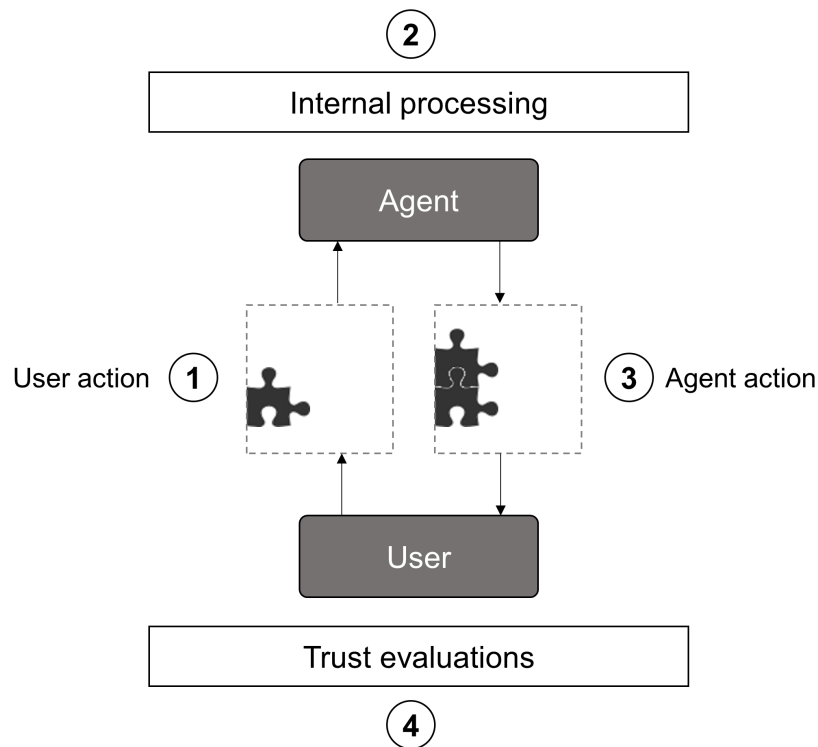 2
Internal processing
Agent
User action 1
3 Agent action
User
Trust evaluations
4